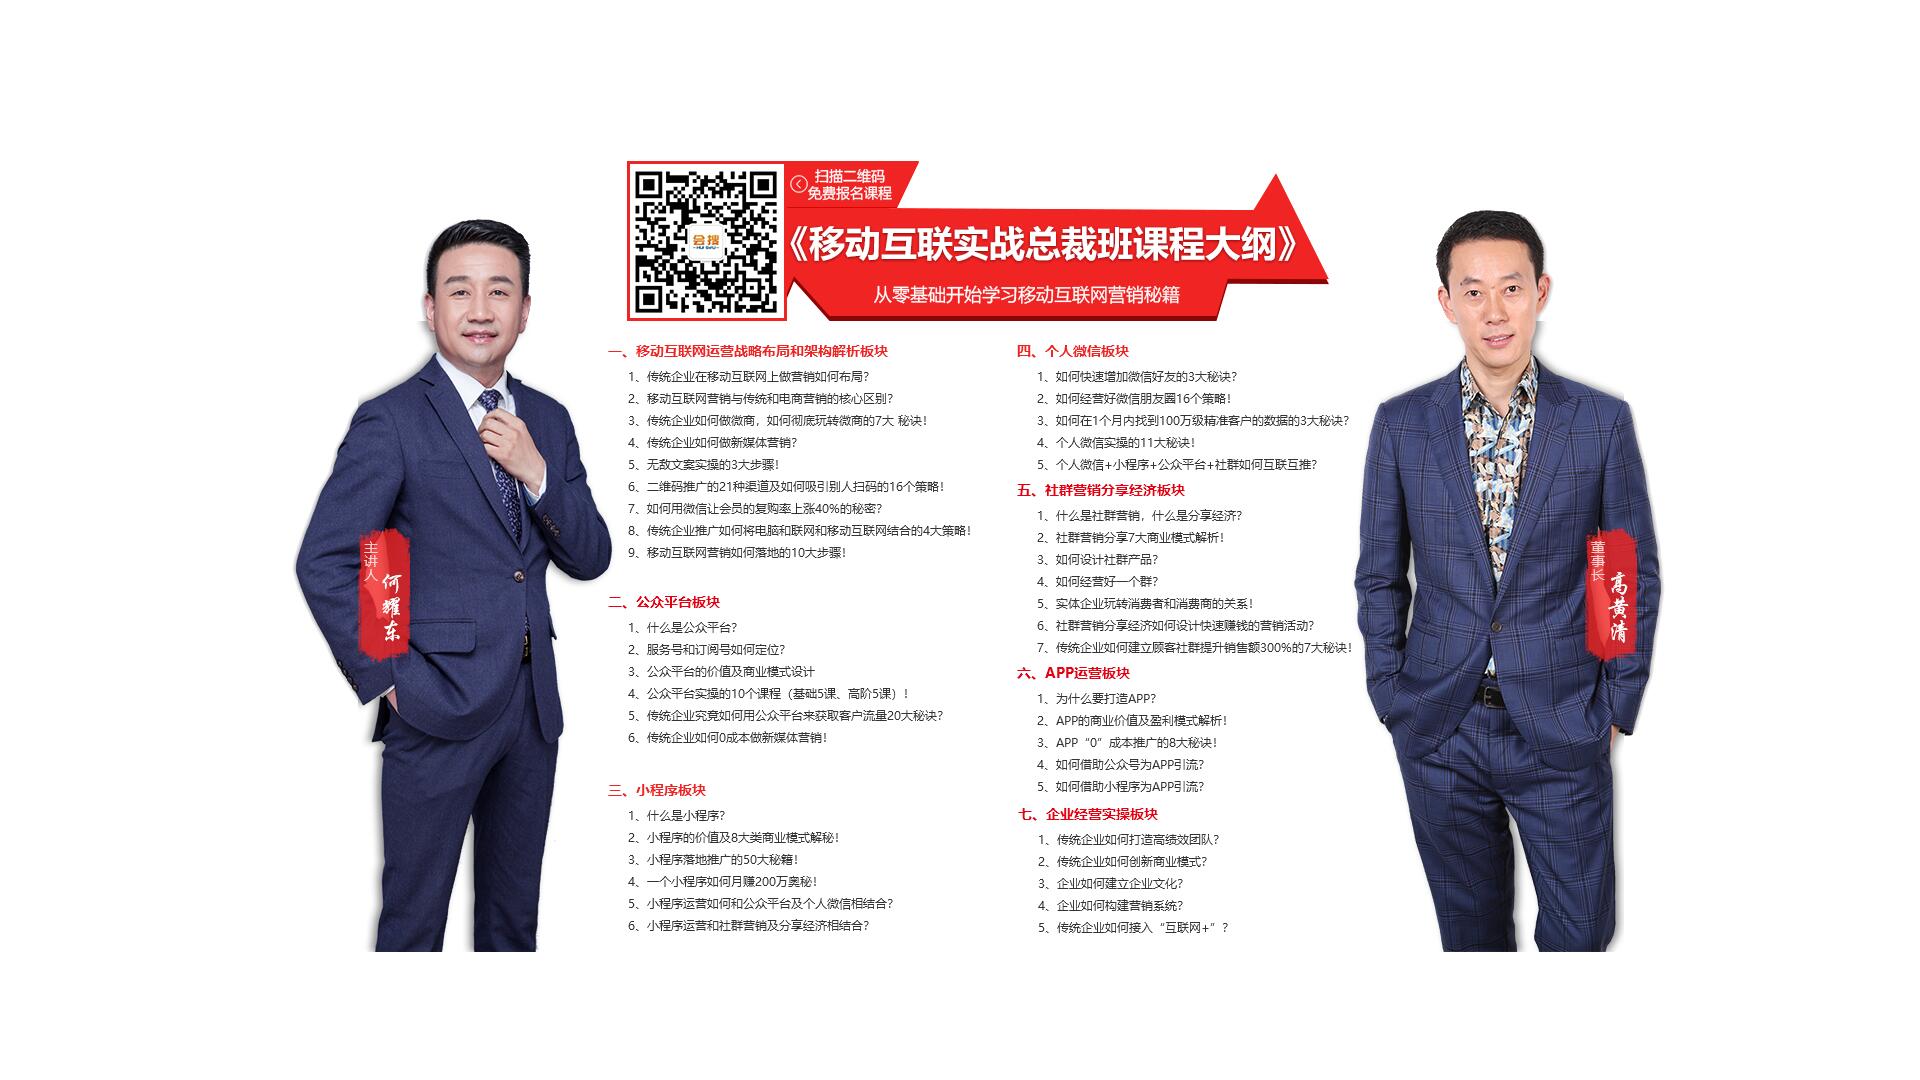 扫描二维码
免费报名课程
会搜
HUI SOU
《移动互联实战总裁班课程大纲》
从零基础开始学习移动互联网营销秘籍
主讲人
何耀东
一、移动互联网运营战略布局和架构解析板块
1、传统企业在移动互联网上做营销如何布局?
2、移动互联网营销与传统和电商营销的核心区别?
3、传统企业如何做微商，如何彻底玩转微商的7大 秘诀!
4、传统企业如何做新媒体营销?
5、无敌文案实操的3大步骤!
6、二维码推广的21种渠道及如何吸引别人扫码的16个策略!
7、如何用微信让会员的复购率上涨40%的秘密?
8、传统企业推广如何将电脑和联网和移动互联网结合的4大策略!
9、移动互联网营销如何落地的10大步骤!
二、公众平台板块
1、什么是公众平台?
2、服务号和订阅号如何定位?
3、公众平台的价值及商业模式设计
4、公众平台实操的10个课程（基础5课、高阶5课）!
5、传统企业究竟如何用公众平台来获取客户流量20大秘诀?
6、传统企业如何0成本做新媒体营销!
三、小程序板块
1、什么是小程序?
2、小程序的价值及8大类商业模式解秘!
3、小程序落地推广的50大秘籍!
4、一个小程序如何月赚200万奥秘!
5、小程序运营如何和公众平台及个人微信相结合?
6、小程序运营和社群营销及分享经济相结合?
四、个人微信板块
1、如何快速增加微信好友的3大秘诀?
2、如何经营好微信朋友圈16个策略!
3、如何在1个月内找到100万级精准客户的数据的3大秘诀?
4、个人微信实操的11大秘诀!
5、个人微信+小程序+公众平台+社群如何互联互推?
五、社群营销分享经济板块
1、什么是社群营销，什么是分享经济?
2、社群营销分享7大商业模式解析!
3、如何设计社群产品?
4、如何经营好一个群?
5、实体企业玩转消费者和消费商的关系!
6、社群营销分享经济如何设计快速赚钱的营销活动?
7、传统企业如何建立顾客社群提升销售额300%的7大秘诀!
六、APP运营板块
1、为什么要打造APP?
2、APP的商业价值及盈利模式解析!
3、APP“0”成本推广的8大秘诀!
4、如何借助公众号为APP引流?
5、如何借助小程序为APP引流?
七、企业经营实操板块
1、传统企业如何打造高绩效团队?
2、传统企业如何创新商业模式?
3、企业如何建立企业文化?
4、企业如何构建营销系统?
5、传统企业如何接入“互联网+”?
董事长
高黄清